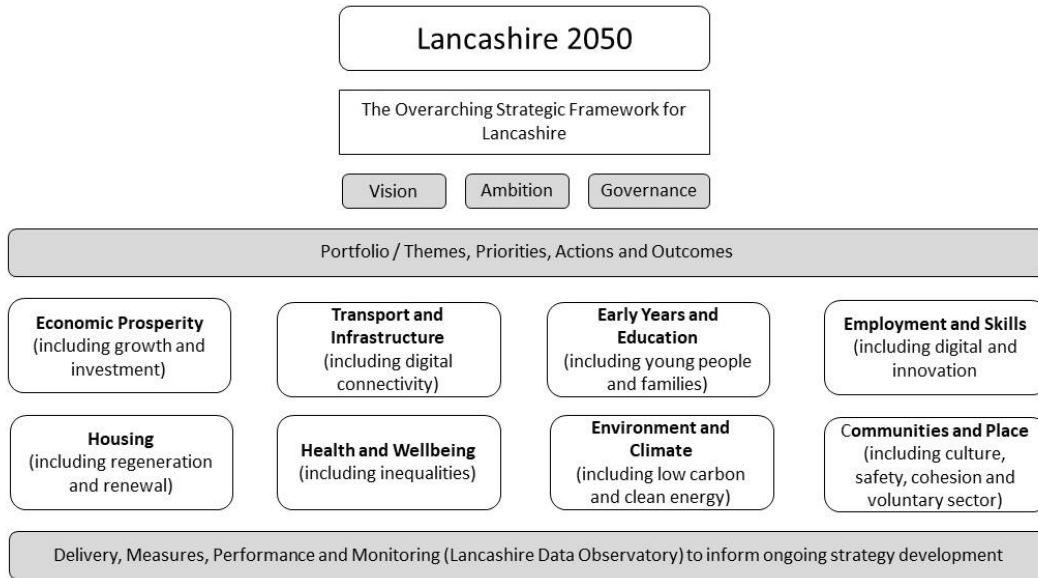 Lancashire 2050
The Overarching Strategic Framework for
Lancashire
Vision
Ambition
Governance
Portfolio / Themes, Priorities, Actions and Outcomes
Economic Prosperity
(including growth and
investment)
Transport and
Infrastructure
(including digital
connectivity)
Early Years and
Education
(including young people
and families)
Employment and Skills
(including digital and
innovation
Housing
(including regeneration
and renewal)
Health and Wellbeing
(including inequalities)
Environment and
Climate
(including low carbon
and clean energy)
Communities and Place
(including culture,
safety, cohesion and
voluntary sector)
Delivery, Measures, Performance and Monitoring (Lancashire Data Observatory) to inform ongoing strategy development